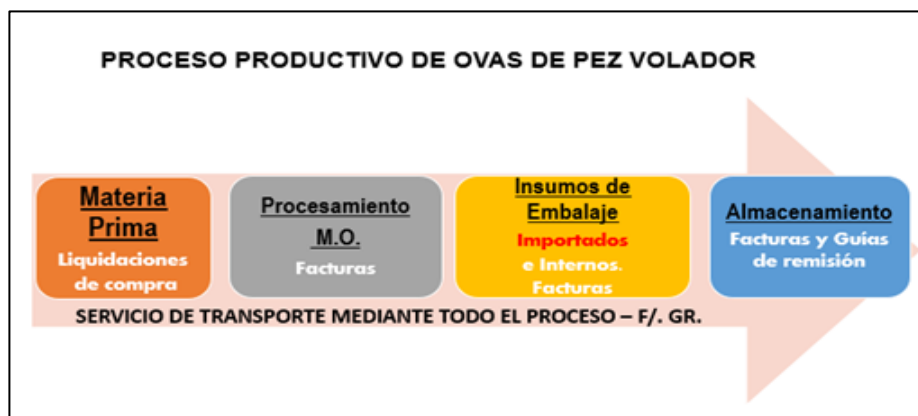 PROCESO PRODUCTIVO DE OVAS DE PEZ VOLADOR
Materia
Prima
Liquidaciones
de compra
Procesamiento
M.O.
Facturas
Insumos de
Embalaje
Importados
e Internos.
Facturas
Almacenamiento
Facturas y Guías
de remisión
SERVICIO DE TRANSPORTE MEDIANTE TODO EL PROCESO – F/. GR.